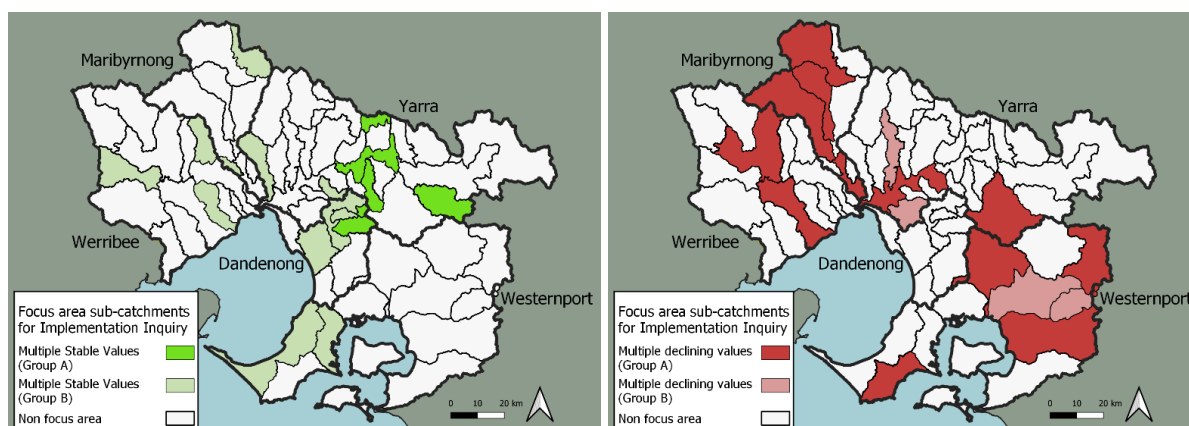 Maribyrnong
Yarra
Werribee
Dandenong
Westernport
Focus area sub-catchments
for Implementation Inquiry
Multiple Stable Values
(Group A)
Multiple Stable Values
(Group B)
Non focus area
0 10 20 km
Maribyrnong
Yarra
Werribee
Dandenong
Westernport
Focus area sub-catchments
for Implementation Inquiry
Multiple declining values
(Group A)
Multiple declining values
(Group B)
Non focus area
0 10 20 km